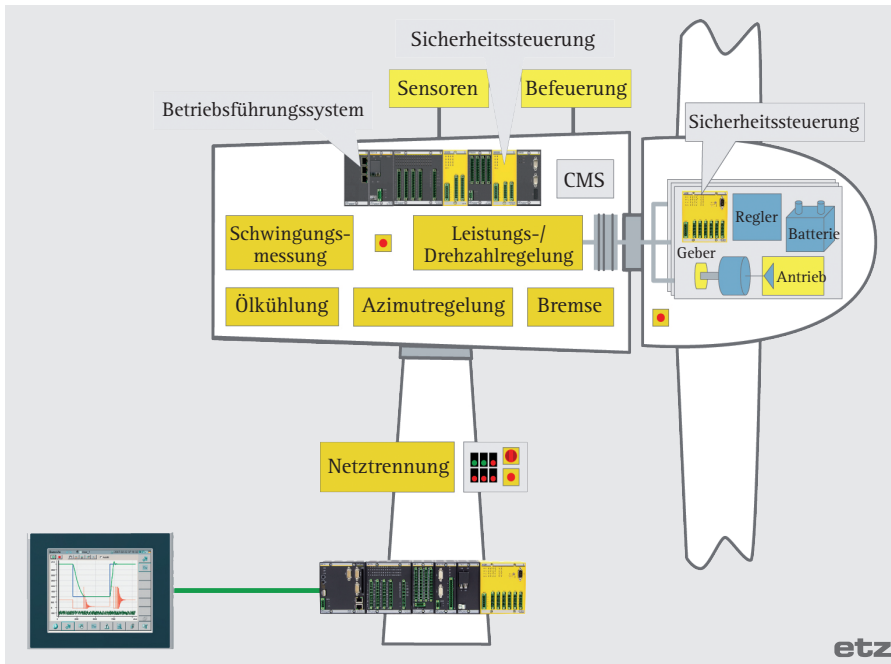 Sicherheitssteuerung
Sensoren
Befeuerung
Betriebsführungssystem
Sicherheitssteuerung
CMS
Regler
Batterie
Schwingungs-
messung
Leistungs-/
Drehzahlregelung
Geber
Antrieb
Ölkühlung
Azimutregelung
Bremse
Netztrennung
etz